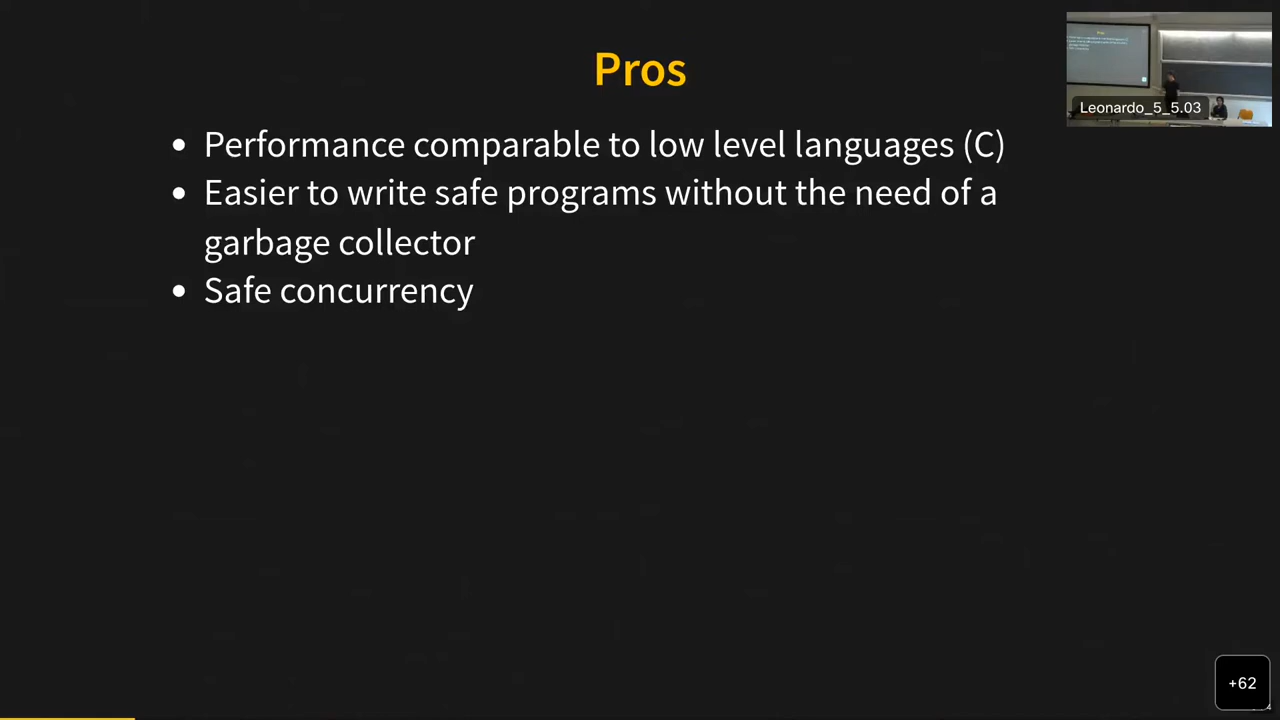 Pros
• Performance comparable to low level languages (C)
• Easier to write safe programs without the need of a
garbage collector
• Safe concurrency
Leonardo_5_5.03
+62